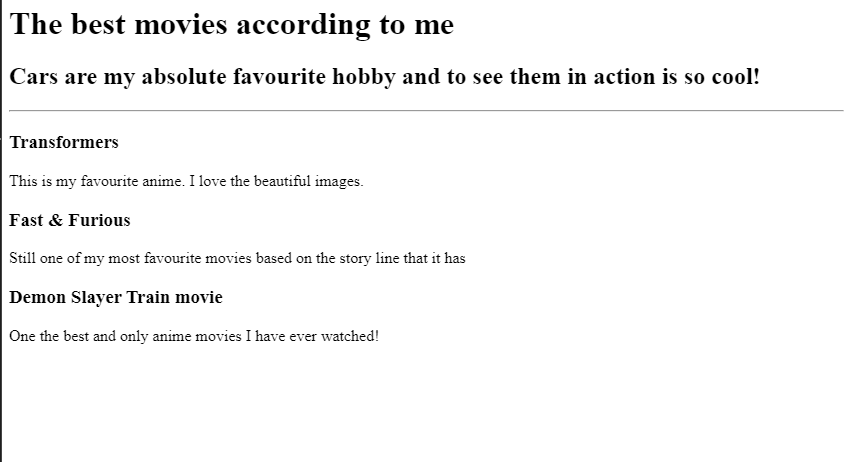 The best movies according to me
Cars are my absolute favourite hobby and to see them in action is so cool!
Transformers
This is my favourite anime. I love the beautiful images.
Fast & Furious
Still one of my most favourite movies based on the story line that it has
Demon Slayer Train movie
One the best and only anime movies I have ever watched!